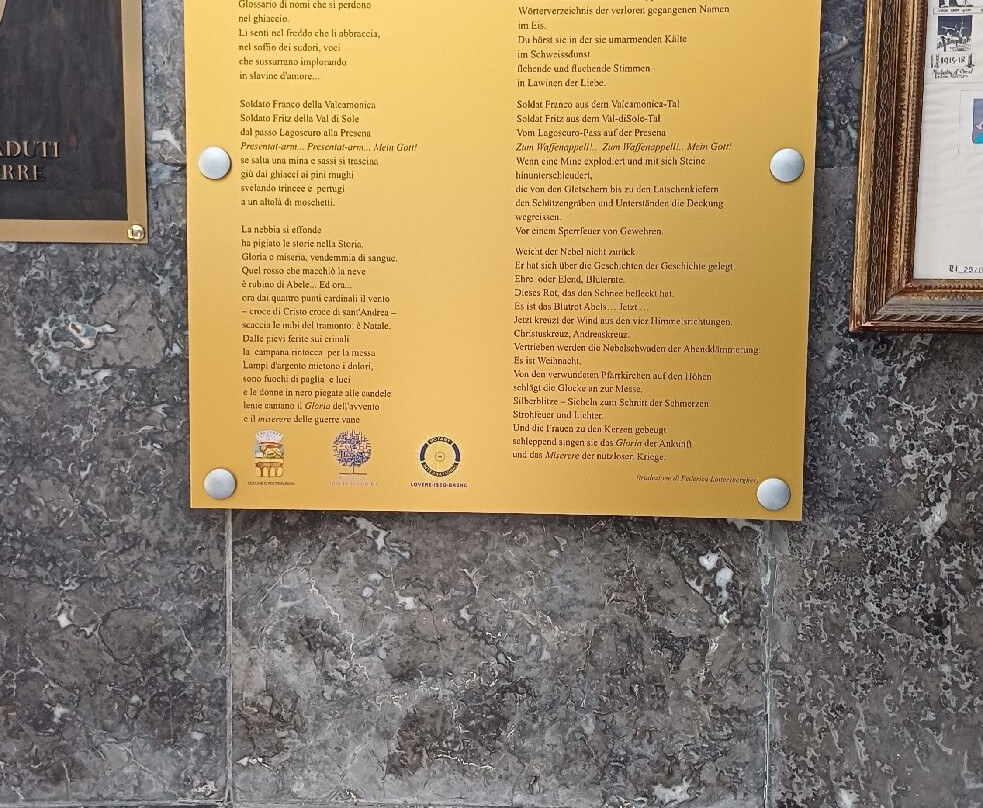 ADUTI
RRE
Glossario di nomi che si perdono
nel ghiaccio.
Li senti nel freddo che li abbraccia,
nel soffio dei sudori, voci
che sussurrano implorando
in slavine d'amore...
Soldato Franco della Valcamonica
Soldato Fritz della Val di Sole
dal passo Lagoscuro alla Presena
Presentat-arm... Presentat-arm... Mein Gott!
se salta una mina e sassi si trascina
giù dai ghiacci ai pini mughi
svelando trincee e pertugi
a un altolà di moschetti.
La nebbia si effonde
ha pigiato le storie nella Storia.
Gloria o miseria, vendemmia di sangue.
Quel rosso che macchiò la neve
è rubino di Abele... Ed ora...
ora dai quattro punti cardinali il vento
– croce di Cristo croce di sant'Andrea –
scaccia le nubi del tramonto: è Natale.
Dalle pievi ferite sui crinali
la campana rintocca per la messa
Lampi d'argento mietono i dolori,
sono fuochi di paglia e luci
e le donne in nero piegate alle candele
lente cantano il Gloria dell'avvento
e il miserere delle guerre vane
Wörterverzeichnis der verloren gegangenen Namen
im Eis.
Du hörst sie in der sie umarmenden Kälte
im Schweissdunst
flehende und fluchende Stimmen
in Lawinen der Liebe.
Soldat Franco aus dem Valcamonica-Tal
Soldat Fritz aus dem Val-diSole-Tal
Vom Lagoscuro-Pass auf der Presena
Zum Waffenappell!.. Zum Waffenappell!.. Mein Gott!
Wenn eine Mine explodiert und mit sich Steine
hinunterschleudert,
die von den Gletschern bis zu den Latschenkiefern
den Schützengräben und Unterständen die Deckung
wegreissen.
Vor einem Sperrfeuer von Gewehren.
Weicht der Nebel nicht zurück.
Er hat sich über die Geschichten der Geschichte gelegt
Ehre oder Elend, Bluternte.
Dieses Rot, das den Schnee befleckt hat.
Es ist das Blutrot Abels... Jetzt ...
Jetzt kreuzt der Wind aus den vier Himmelsrichtungen.
Christuskreuz, Andreaskreuz.
Vertrieben werden die Nebelschwaden der Abenddämmerung:
Es ist Weihnacht.
Von den verwundeten Pfarrkirchen auf den Höhen
schlägt die Glocke an zur Messe.
Silberblitze – Sicheln zum Schnitt der Schmerzen
Strohfeuer und Lichter.
Und die Frauen zu den Kerzen gebeugt
schleppend singen sie das Gloria der Ankunft
und das Miserere der nutzlosen Kriege.
ROTARY
INTERNATIONAL
LOVERE-ISEO-BRENO
1915-18